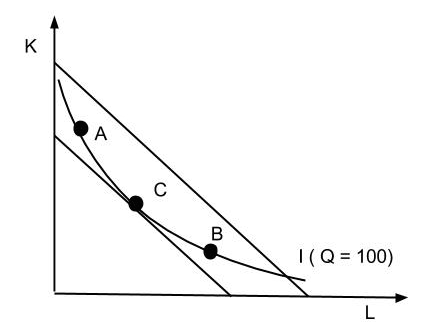 K
A
C
B
I ( Q = 100)
L